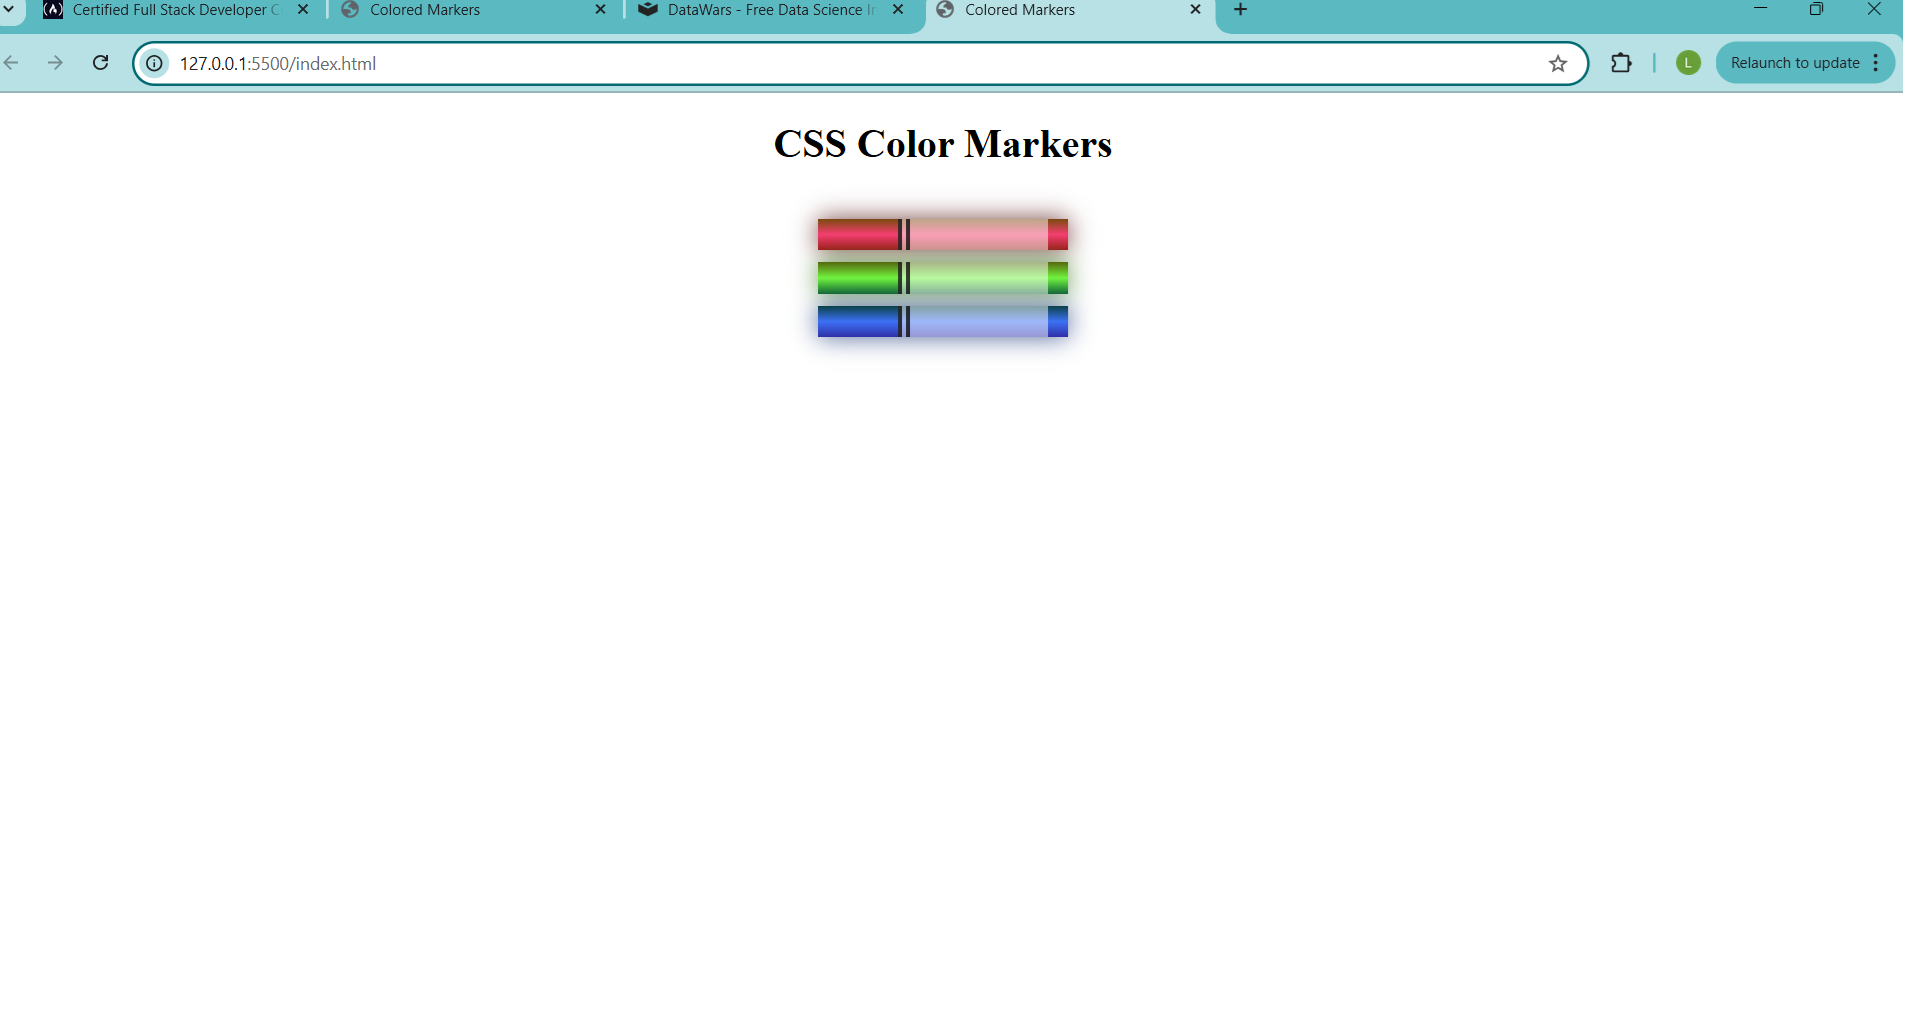 Certified Full Stack Developer
Colored Markers
DataWars - Free Data Science
Colored Markers
127.0.0.1:5500/index.html
L
Relaunch to update
CSS Color Markers